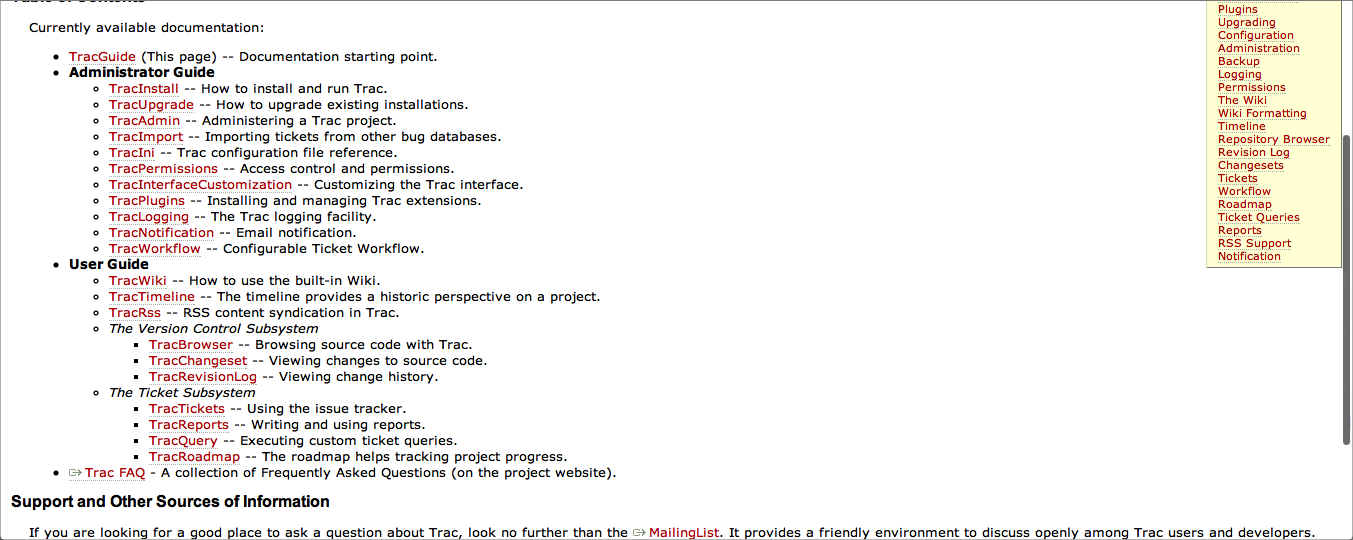 Currently available documentation:
TracGuide (This page) -- Documentation starting point.
Administrator Guide
TracInstall -- How to install and run Trac.
TracUpgrade -- How to upgrade existing installations.
TracAdmin -- Administering a Trac project.
TracImport -- Importing tickets from other bug databases.
TracIni -- Trac configuration file reference.
TracPermissions -- Access control and permissions.
TracInterfaceCustomization -- Customizing the Trac interface.
TracPlugins -- Installing and managing Trac extensions.
TracLogging -- The Trac logging facility.
TracNotification -- Email notification.
TracWorkflow -- Configurable Ticket Workflow.
User Guide
TracWiki -- How to use the built-in Wiki.
TracTimeline -- The timeline provides a historic perspective on a project.
TracRss -- RSS content syndication in Trac.
The Version Control Subsystem
TracBrowser -- Browsing source code with Trac.
TracChangeset -- Viewing changes to source code.
TracRevisionLog -- Viewing change history.
The Ticket Subsystem
TracTickets -- Using the issue tracker.
TracReports -- Writing and using reports.
TracQuery -- Executing custom ticket queries.
TracRoadmap -- The roadmap helps tracking project progress.
Trac FAQ - A collection of Frequently Asked Questions (on the project website).
Support and Other Sources of Information
If you are looking for a good place to ask a question about Trac, look no further than the MailingList. It provides a friendly environment to discuss openly among Trac users and developers.
Plugins
Upgrading
Configuration
Administration
Backup
Logging
Permissions
The Wiki
Wiki Formatting
Timeline
Repository Browser
Revision Log
Changesets
Tickets
Workflow
Roadmap
Ticket Queries
Reports
RSS Support
Notification